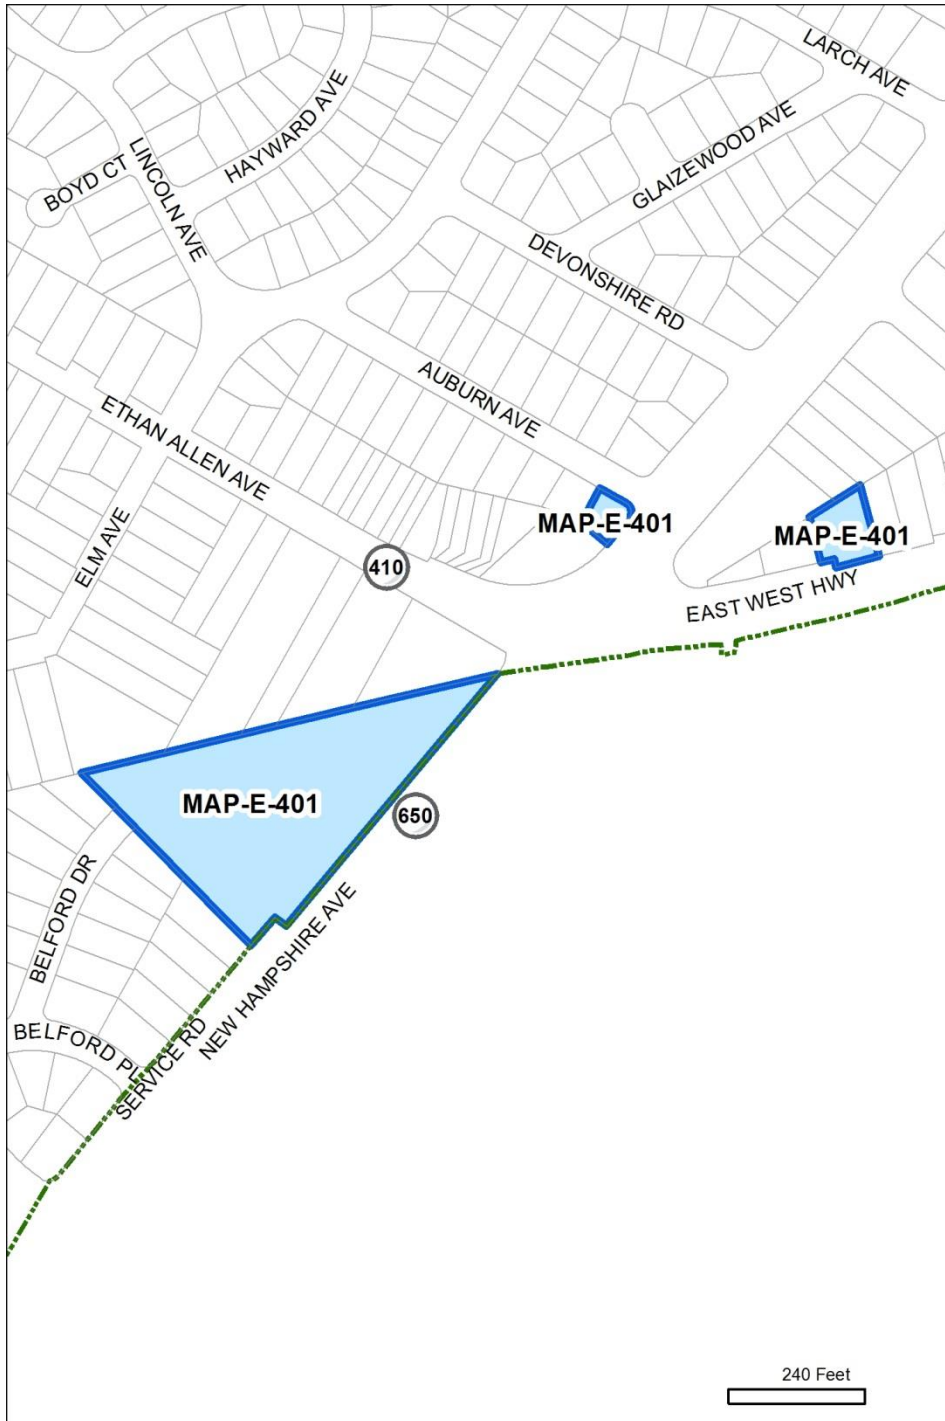 LARCH AVE
HAYWARD AVE
GLAIZEWOOD AVE
BOYD CT
LINCOLN AVE
DEVONSHIRE RD
AUBURN AVE
ETHAN ALLEN AVE
MAP-E-401
MAP-E-401
ELM AVE
410
EAST WEST HWY
MAP-E-401
650
BELFORD DR
NEW HAMPSHIRE AVE
BELFORD PL
SERVICE RD
240 Feet